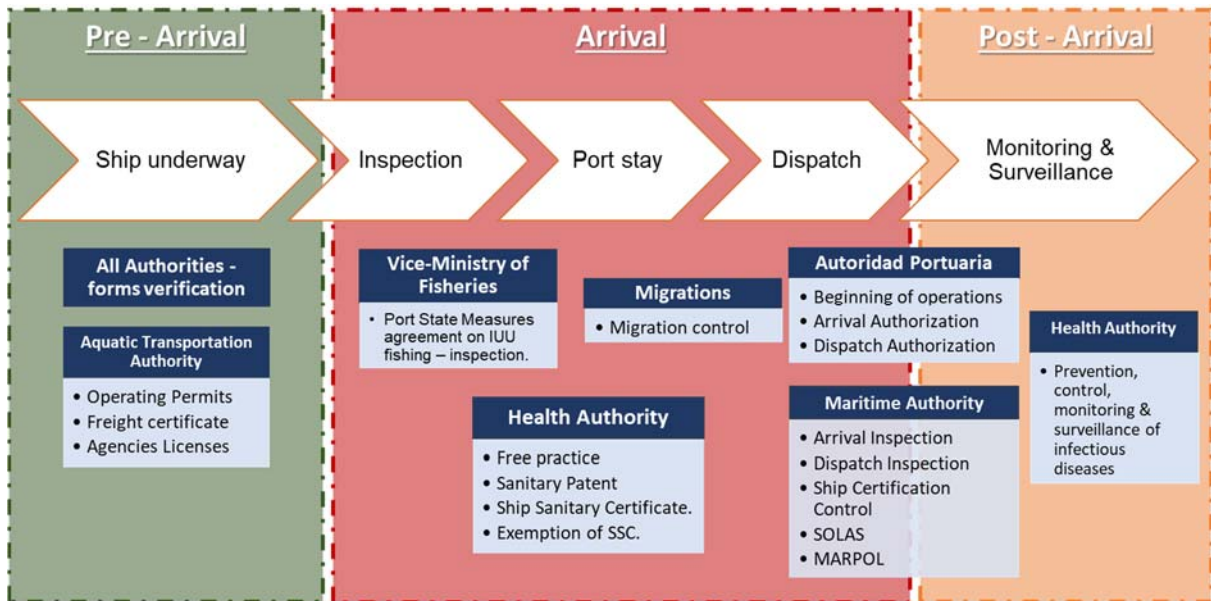 Pre - Arrival
Arrival
Post - Arrival
Ship underway
Inspection
Port stay
Dispatch
Monitoring &
Surveillance
All Authorities -
forms verification
Aquatic Transportation
Authority
• Operating Permits
• Freight certificate
• Agencies Licenses
Vice-Ministry of
Fisheries
• Port State Measures
agreement on IUU
fishing – inspection.
Health Authority
• Free practice
• Sanitary Patent
• Ship Sanitary Certificate.
• Exemption of SSC.
Migrations
• Migration control
Autoridad Portuaria
• Beginning of operations
• Arrival Authorization
• Dispatch Authorization
Maritime Authority
• Arrival Inspection
• Dispatch Inspection
• Ship Certification
Control
• SOLAS
• MARPOL
Health Authority
• Prevention,
control,
monitoring &
surveillance of
infectious
diseases